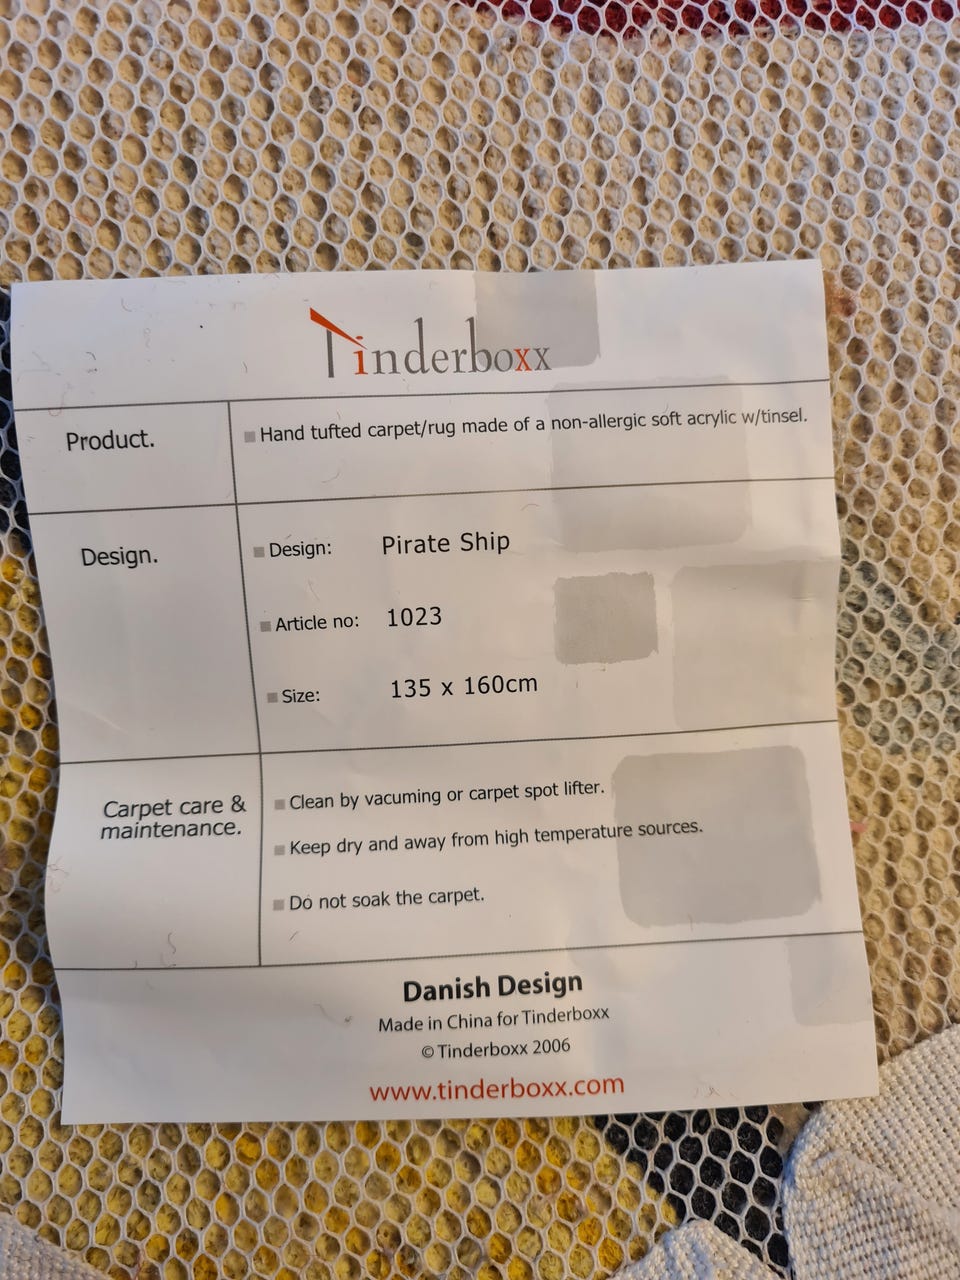 Tinderboxx
Product.
Hand tufted carpet/rug made of a non-allergic soft acrylic w/tinsel.
Design.
Design: Pirate Ship
Article no: 1023
Size: 135 x 160cm
Carpet care &
maintenance.
Clean by vacuming or carpet spot lifter.
Keep dry and away from high temperature sources.
Do not soak the carpet.
Danish Design
Made in China for Tinderboxx
© Tinderboxx 2006
www.tinderboxx.com